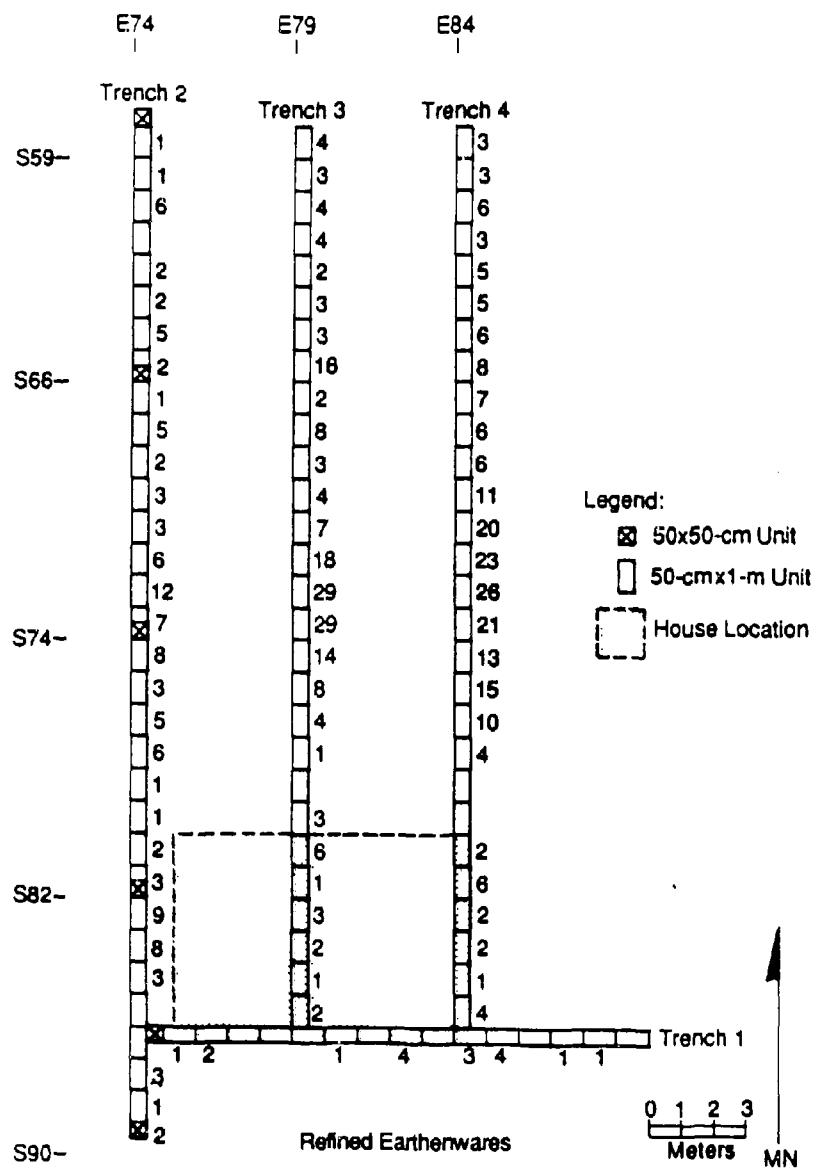 E74 E79 E84
Trench 2
Trench 3 Trench 4
1 4 3
S59–
1 3 3
6 4 6
4 3
2 2 5
2 3 5
5 3 6
2 18 8
S66–
1 2 7
5 8 6
2 3 6
3 4 11
Legend:
3 7 20
50x50-cm Unit
6 18 23
50-cmx1-m Unit
12 29 26
7 29 21
House Location
S74–
8 14 13
3 8 15
5 4 10
6 1 4
1
1 3
2 6 2
3 1 6
S82–
9 3 2
8 2 2
3 1 1
2 4
Trench 1
1 2 1 4 3 4 1 1
3
1
0 1 2 3
2
Refined Earthenwares
Meters
S90–
MN